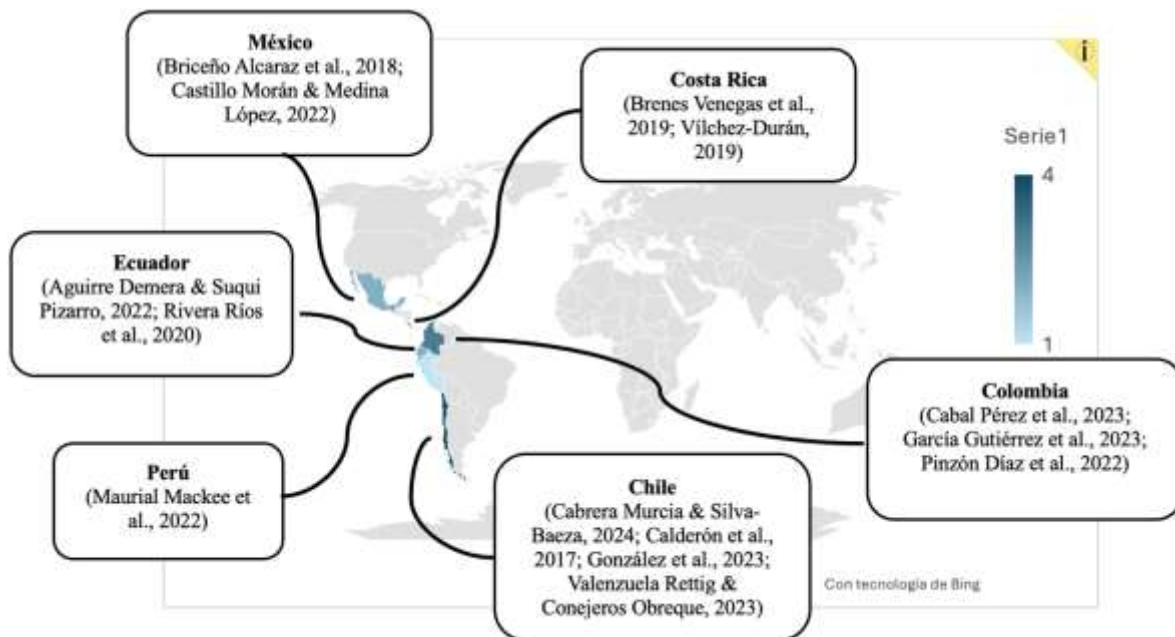 México
(Briceño Alcaraz et al., 2018;
Castillo Morán & Medina
López, 2022)
Costa Rica
(Brenes Venegas et al.,
2019; Vílchez-Durán,
2019)
i
Serie1
4
1
Ecuador
(Aguirre Demera & Suqui
Pizarro, 2022; Rivera Ríos
et al., 2020)
Colombia
(Cabal Pérez et al., 2023;
García Gutiérrez et al., 2023;
Pinzón Díaz et al., 2022)
Perú
(Maurial Mackee et
al., 2022)
Chile
(Cabrera Murcia & Silva-
Baeza, 2024; Calderón et al.,
2017; González et al., 2023;
Valenzuela Rettig &
Conejeros Obreque, 2023)
Con tecnología de Bing